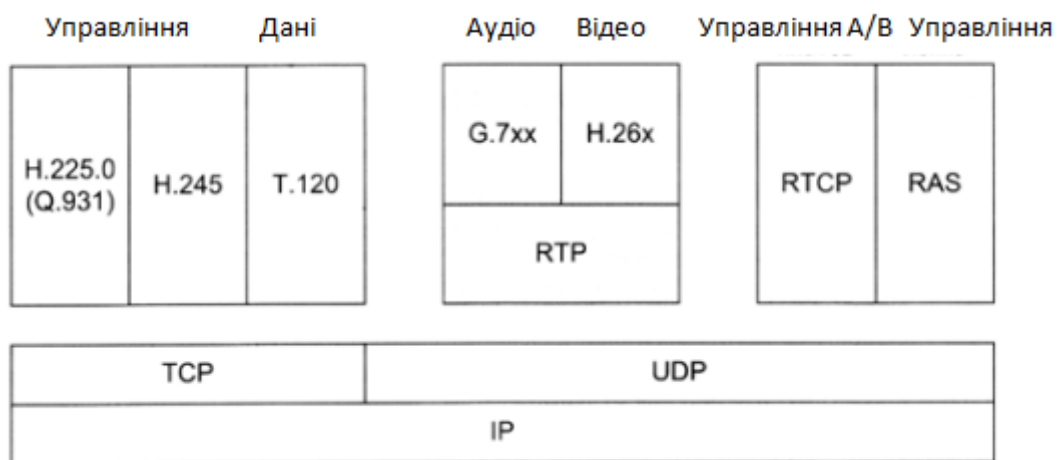 Управління Дані Аудіо Відео Управління А/В Управління
H.225.0
(Q.931)
H.245
T.120
G.7xx
H.26x
RTP
RTCP
RAS
TCP
UDP
IP